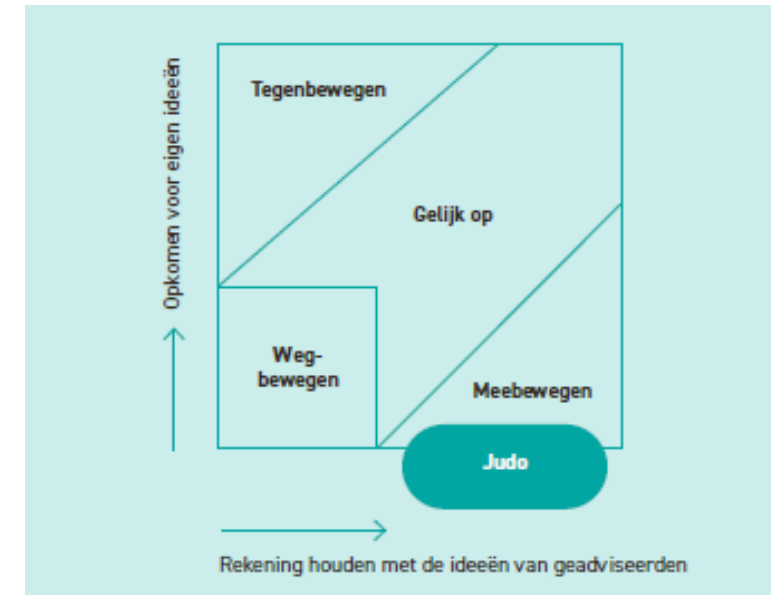 Opkomen voor eigen ideeën
Tegenbewegen
Gelijk op
Weg-
bewegen
Meebewegen
Judo
Rekening houden met de ideeën van geadviseerden